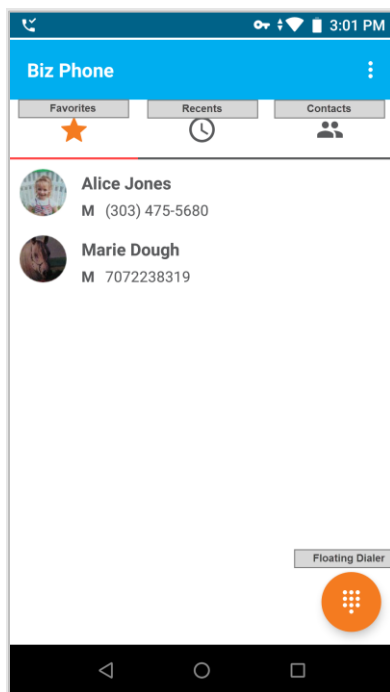 3:01 PM
Biz Phone
Favorites Recents Contacts
Alice Jones
M (303) 475-5680
Marie Dough
M 7072238319
Floating Dialer